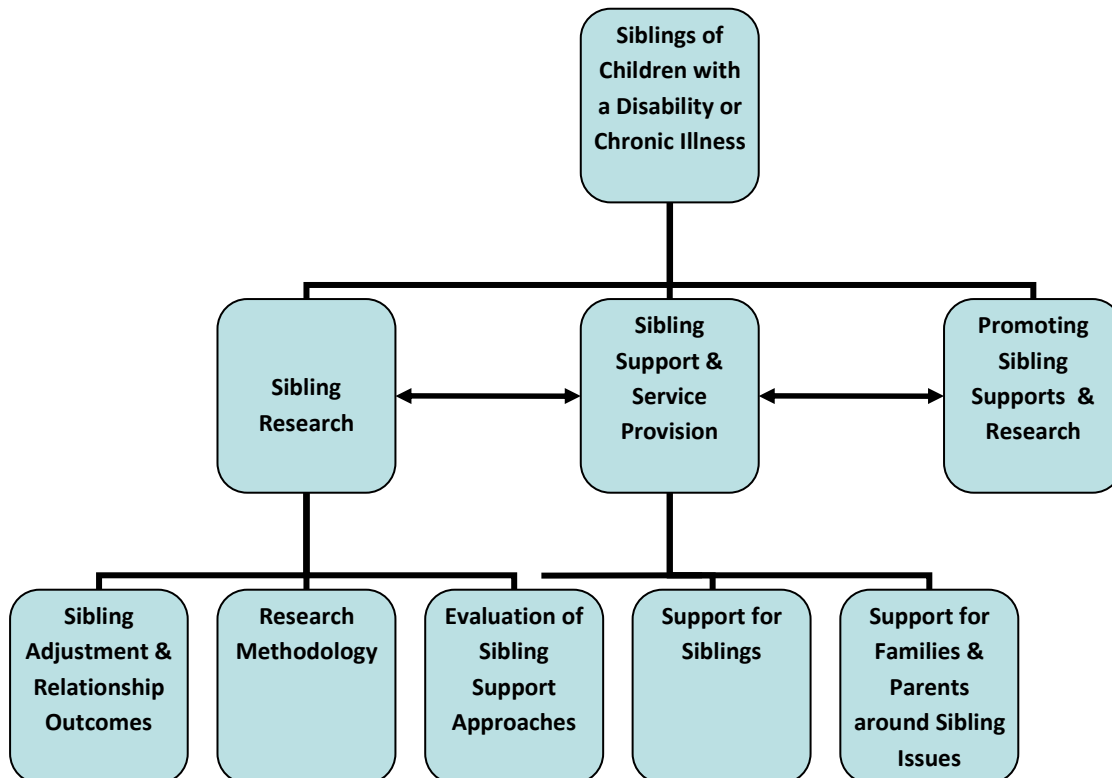 Siblings of
Children with
a Disability or
Chronic Illness
Sibling
Research
Sibling
Support &
Service
Provision
Promoting
Sibling
Supports &
Research
Sibling
Adjustment &
Relationship
Outcomes
Research
Methodology
Evaluation of
Sibling
Support
Approaches
Support for
Siblings
Support for
Families &
Parents
around Sibling
Issues